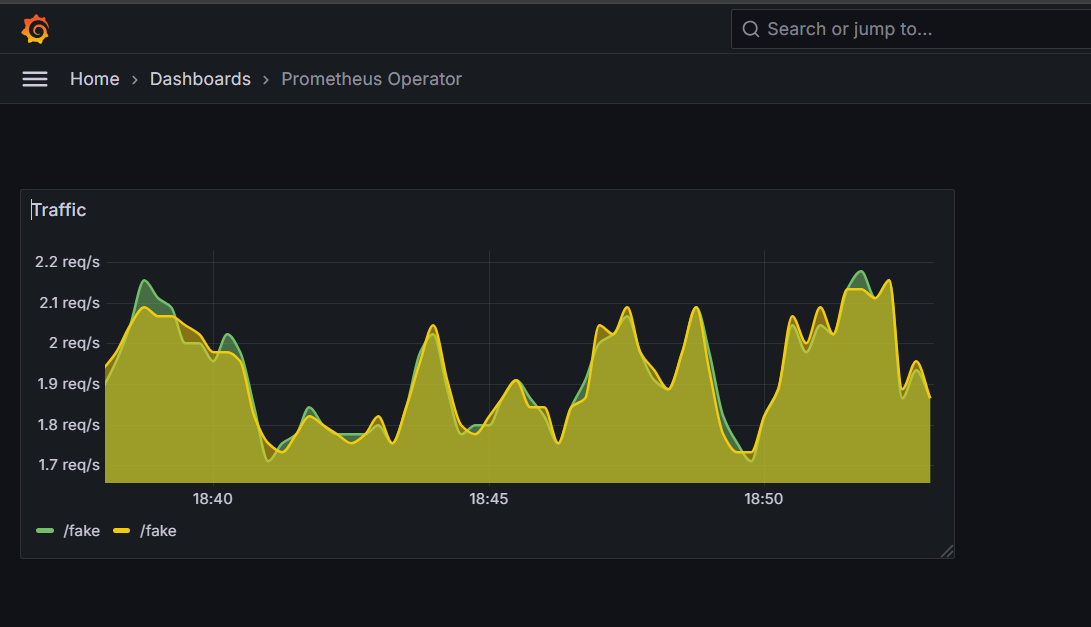 Search or jump to...
Home › Dashboards › Prometheus Operator
Traffic
2.2 req/s
2.1 req/s
2 req/s
1.9 req/s
1.8 req/s
1.7 req/s
18:40 18:45 18:50
/fake /fake